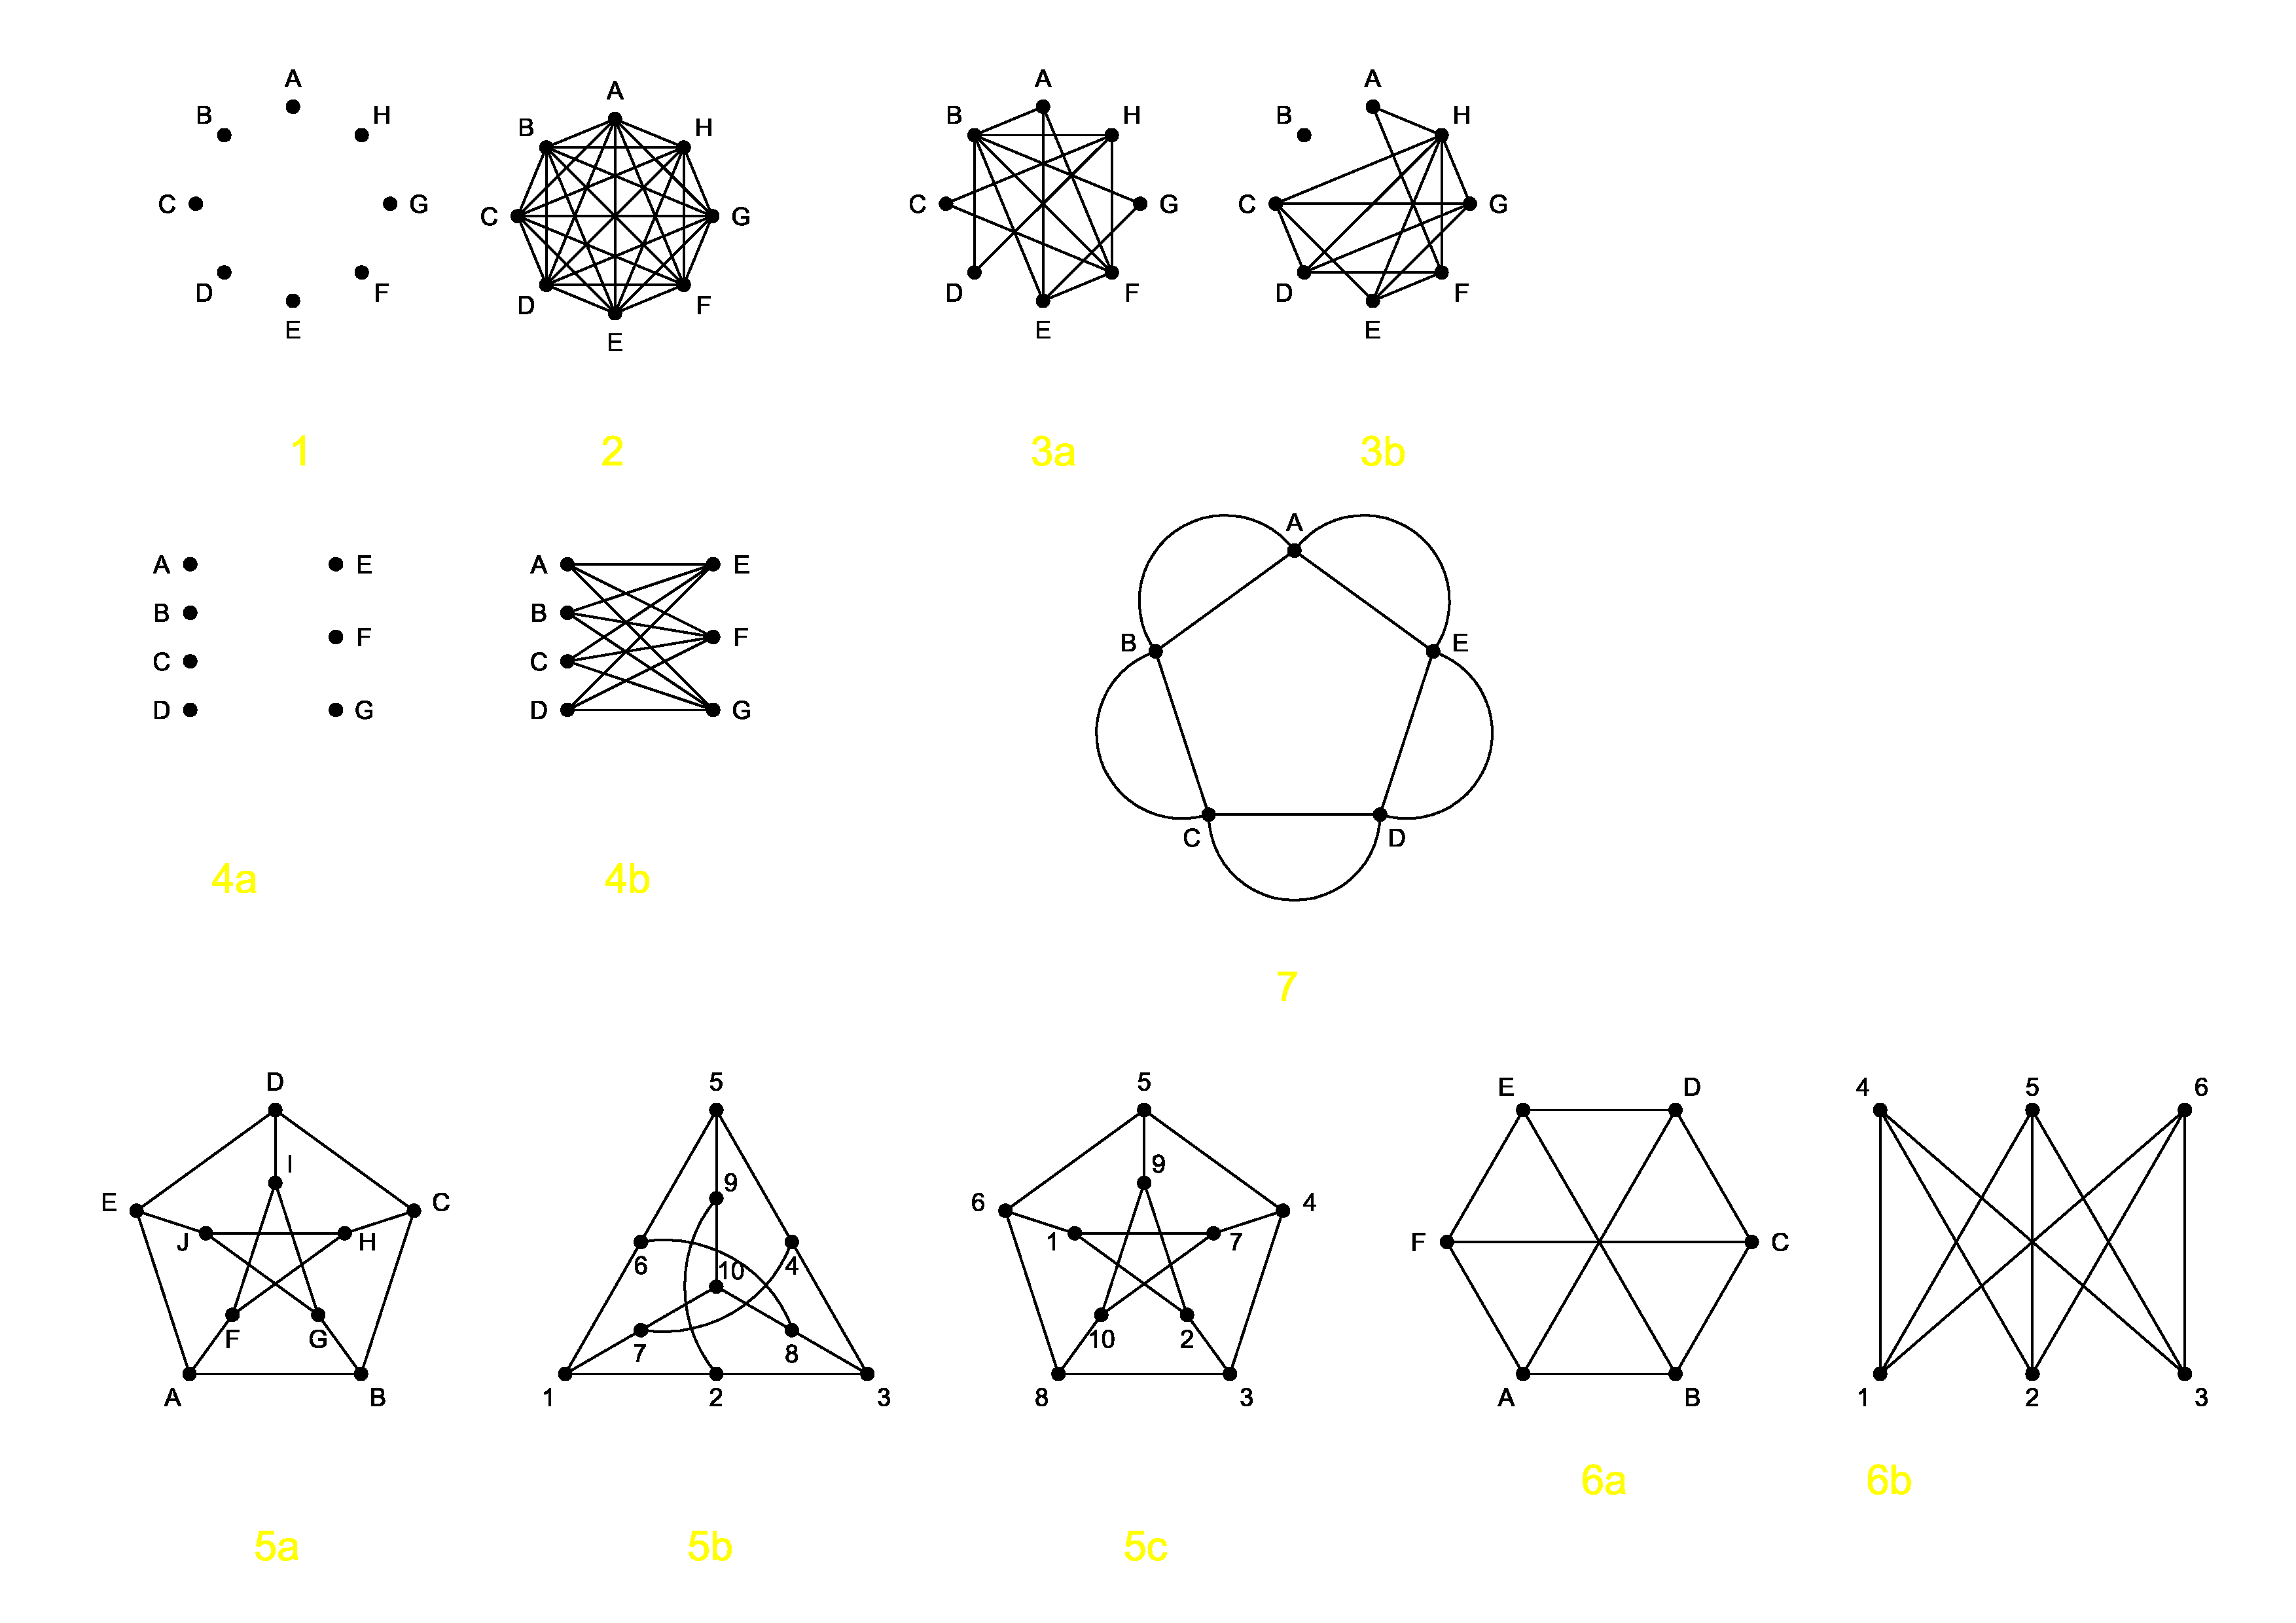 A
B H
C G
D F
E
1
A
B H
C G
D F
E
2
A
B H
C G
D F
E
3a
A
B H
C G
D F
E
3b
A E
B
F
C
D G
4a
A E
B
F
C
D G
4b
A
B E
C D
7
D
I
E C
J H
F G
A B
5a
5
9
6 10 4
7 8
1 2 3
5b
5
9
6 4
1 7
10 2
8 3
5c
E D
F C
A B
6a
4 5 6
1 2 3
6b